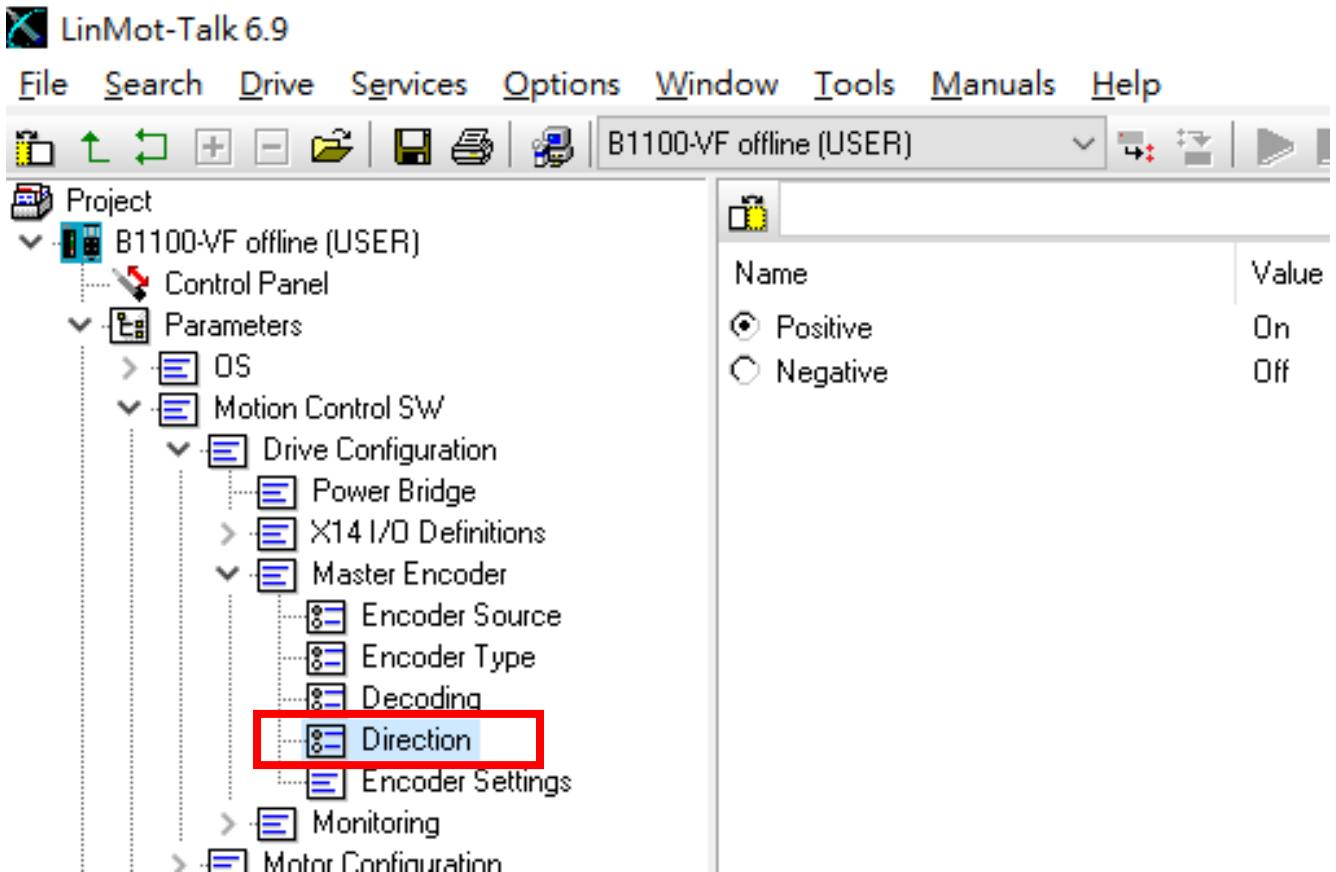 LinMot-Talk 6.9
File Search Drive Services Options Window Tools Manuals Help
B1100-VF offline (USER)
Project
B1100-VF offline (USER)
Control Panel
Parameters
OS
Motion Control SW
Drive Configuration
Power Bridge
X14 I/O Definitions
Master Encoder
Encoder Source
Encoder Type
Decoding
Direction
Encoder Settings
Monitoring
Motor Configuration
Name Value
Positive On
Negative Off